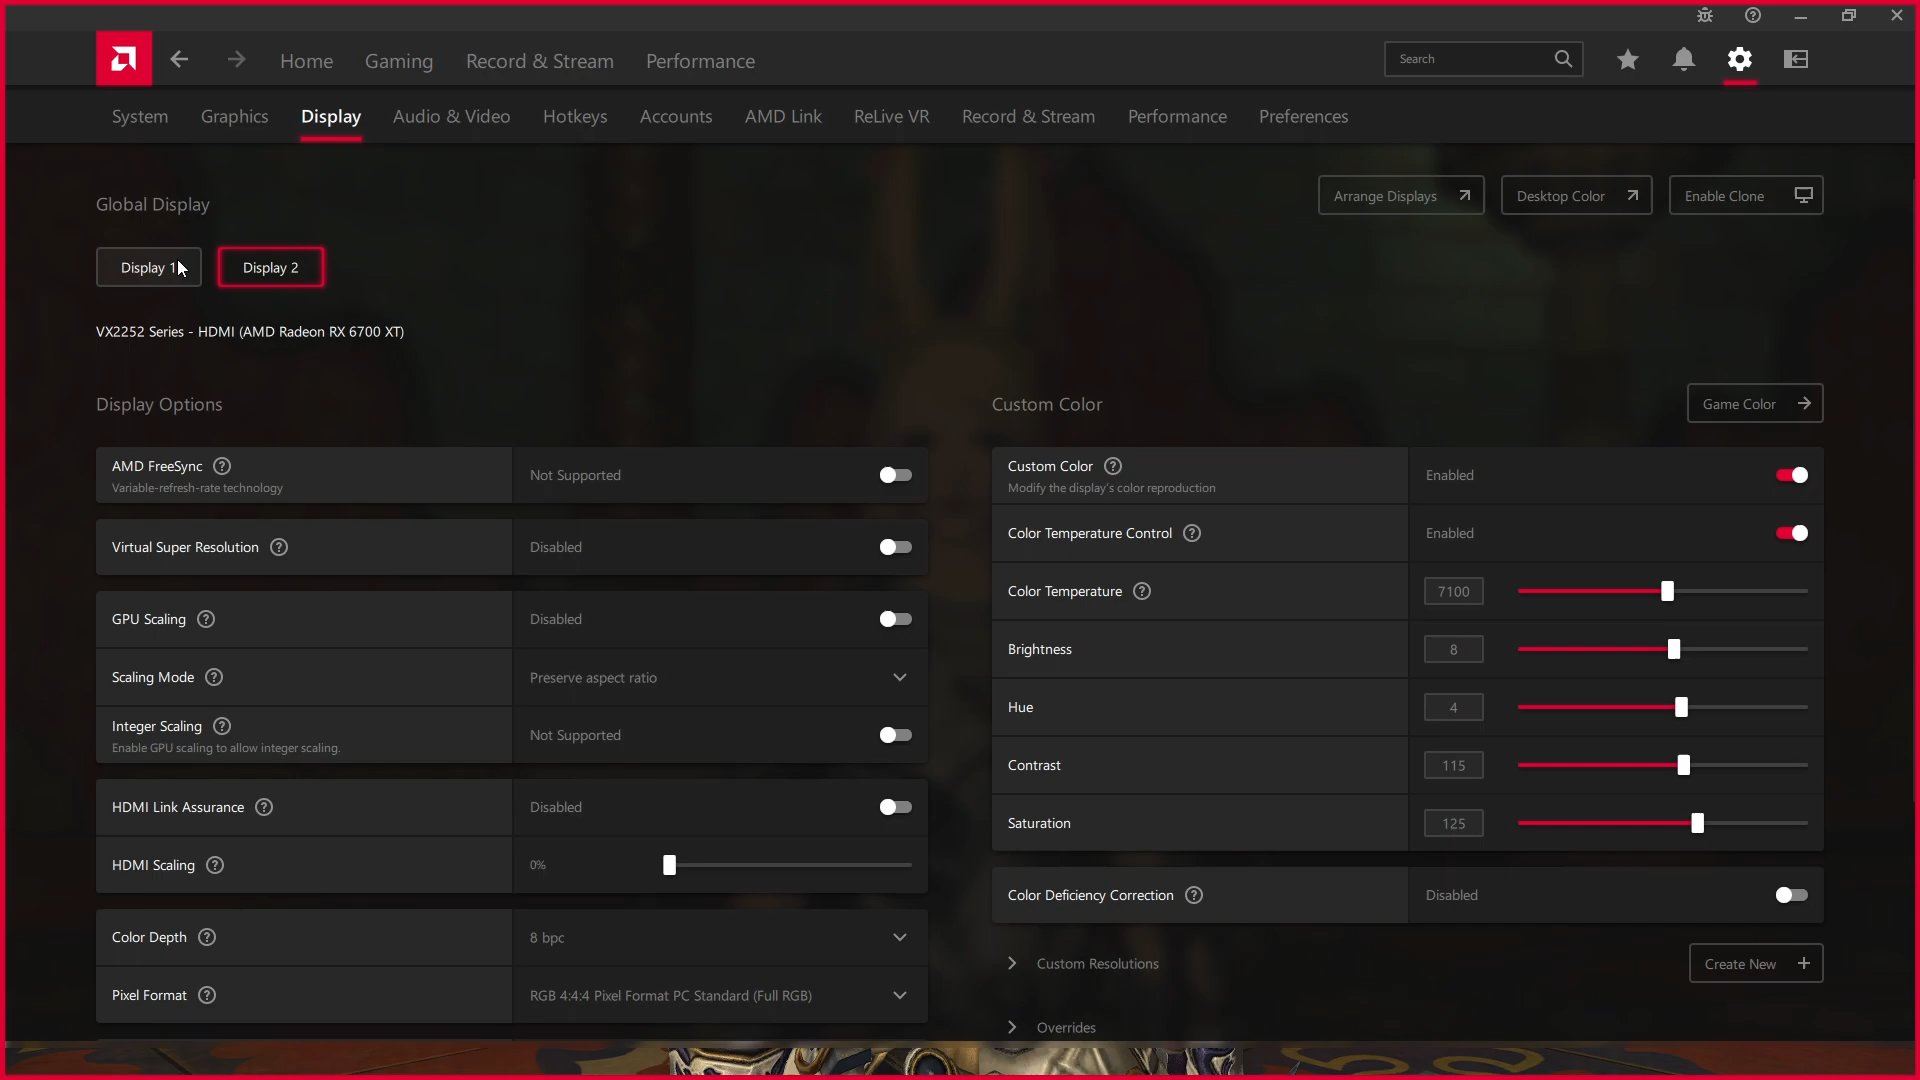 Home Gaming Record & Stream Performance Search
System Graphics Display Audio & Video Hotkeys Accounts AMD Link ReLive VR Record & Stream Performance Preferences
Global Display
Arrange Displays Desktop Color Enable Clone
Display 1 Display 2
VX2252 Series - HDMI (AMD Radeon RX 6700 XT)
Display Options
AMD FreeSync
Variable-refresh-rate technology
Not Supported
Virtual Super Resolution
Disabled
GPU Scaling
Disabled
Scaling Mode
Preserve aspect ratio
Integer Scaling
Enable GPU scaling to allow integer scaling.
Not Supported
HDMI Link Assurance
Disabled
HDMI Scaling
0%
Color Depth
8 bpc
Pixel Format
RGB 4:4:4 Pixel Format PC Standard (Full RGB)
Custom Color
Game Color
Custom Color
Modify the display's color reproduction
Enabled
Color Temperature Control
Enabled
Color Temperature
7100
Brightness
8
Hue
4
Contrast
115
Saturation
125
Color Deficiency Correction
Disabled
Custom Resolutions
Create New
Overrides